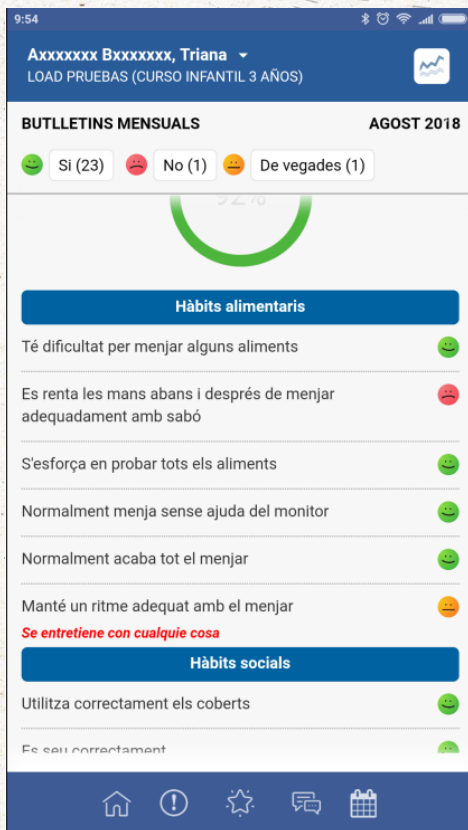 9:54
Axxxxxxx Bxxxxxxx, Triana
LOAD PRUEBAS (CURSO INFANTIL 3 AÑOS)
BUTLLETINS MENSUALS AGOST 2018
Si (23) No (1) De vegades (1)
92%
Hàbits alimentaris
Té dificultat per menjar alguns aliments
Es renta les mans abans i després de menjar
adequadament amb sabó
S'esforça en probar tots els aliments
Normalment menja sense ajuda del monitor
Normalment acaba tot el menjar
Manté un ritme adequat amb el menjar
Se entretiene con cualquie cosa
Hàbits socials
Utilitza correctament els coberts
Es seu correctament